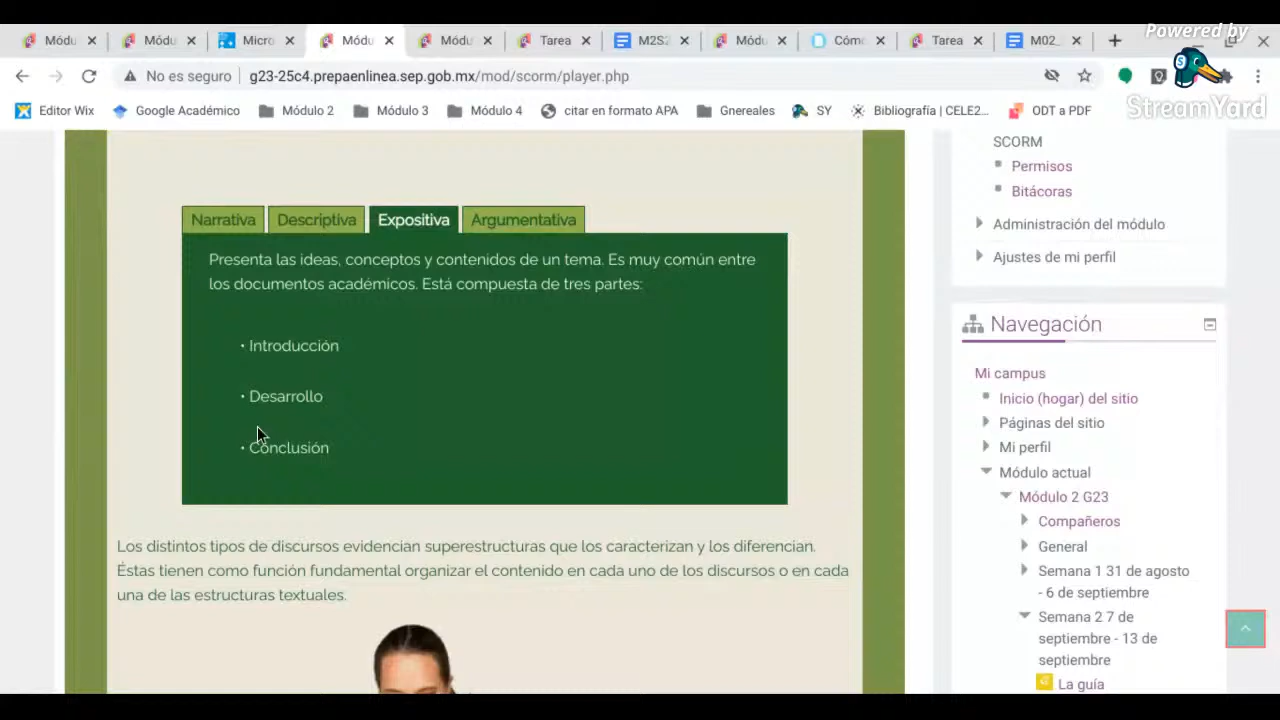 Powered by
StreamYard
Módu
Módu
Micro
Módu
Módu
Tarea
M2S2
Módu
Cómo
Tarea
M02_
No es seguro
g23-25c4.prepaenlinea.sep.gob.mx/mod/scorm/player.php
Editor Wix
Google Académico
Módulo 2
Módulo 3
Módulo 4
citar en formato APA
Gnereales
SY
Bibliografía | CELE2...
ODT a PDF
Narrativa
Descriptiva
Expositiva
Argumentativa
Presenta las ideas, conceptos y contenidos de un tema. Es muy común entre
los documentos académicos. Está compuesta de tres partes:
• Introducción
• Desarrollo
• Conclusión
Los distintos tipos de discursos evidencian superestructuras que los caracterizan y los diferencian.
Éstas tienen como función fundamental organizar el contenido en cada uno de los discursos o en cada
una de las estructuras textuales.
SCORM
Permisos
Bitácoras
Administración del módulo
Ajustes de mi perfil
Navegación
Mi campus
Inicio (hogar) del sitio
Páginas del sitio
Mi perfil
Módulo actual
Módulo 2 G23
Compañeros
General
Semana 1 31 de agosto
- 6 de septiembre
Semana 2 7 de
septiembre - 13 de
septiembre
La guía